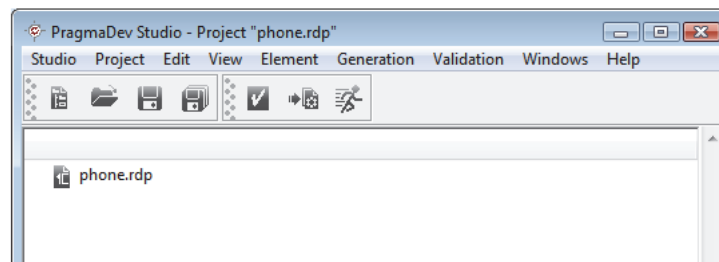 PragmaDev Studio - Project "phone.rdp"
Studio Project Edit View Element Generation Validation Windows Help
phone.rdp